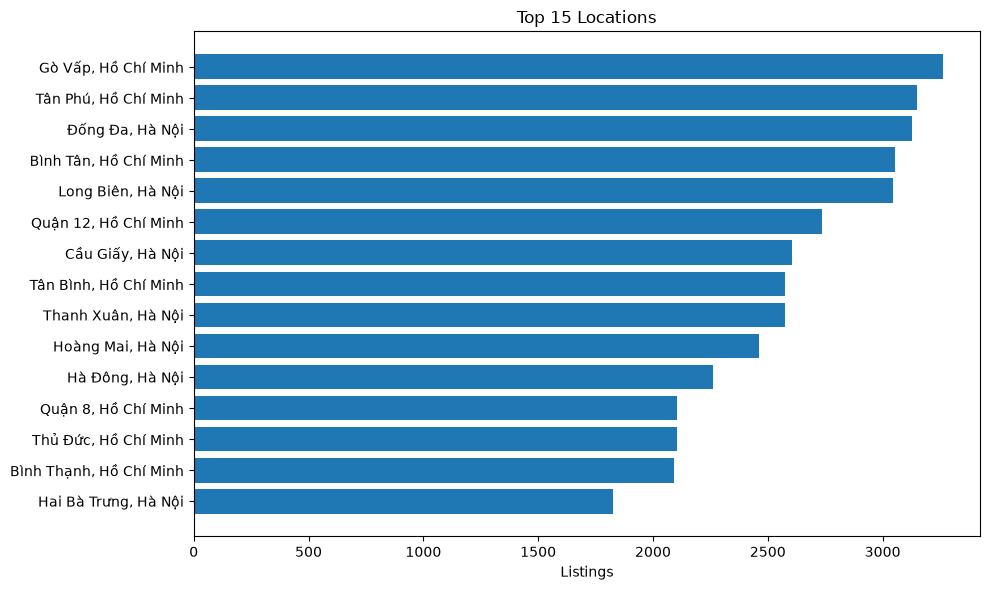 Top 15 Locations
Gò Vấp, Hồ Chí Minh
Tân Phú, Hồ Chí Minh
Đống Đa, Hà Nội
Bình Tân, Hồ Chí Minh
Long Biên, Hà Nội
Quận 12, Hồ Chí Minh
Cầu Giấy, Hà Nội
Tân Bình, Hồ Chí Minh
Thanh Xuân, Hà Nội
Hoàng Mai, Hà Nội
Hà Đông, Hà Nội
Quận 8, Hồ Chí Minh
Thủ Đức, Hồ Chí Minh
Bình Thạnh, Hồ Chí Minh
Hai Bà Trưng, Hà Nội
0 500 1000 1500 2000 2500 3000
Listings